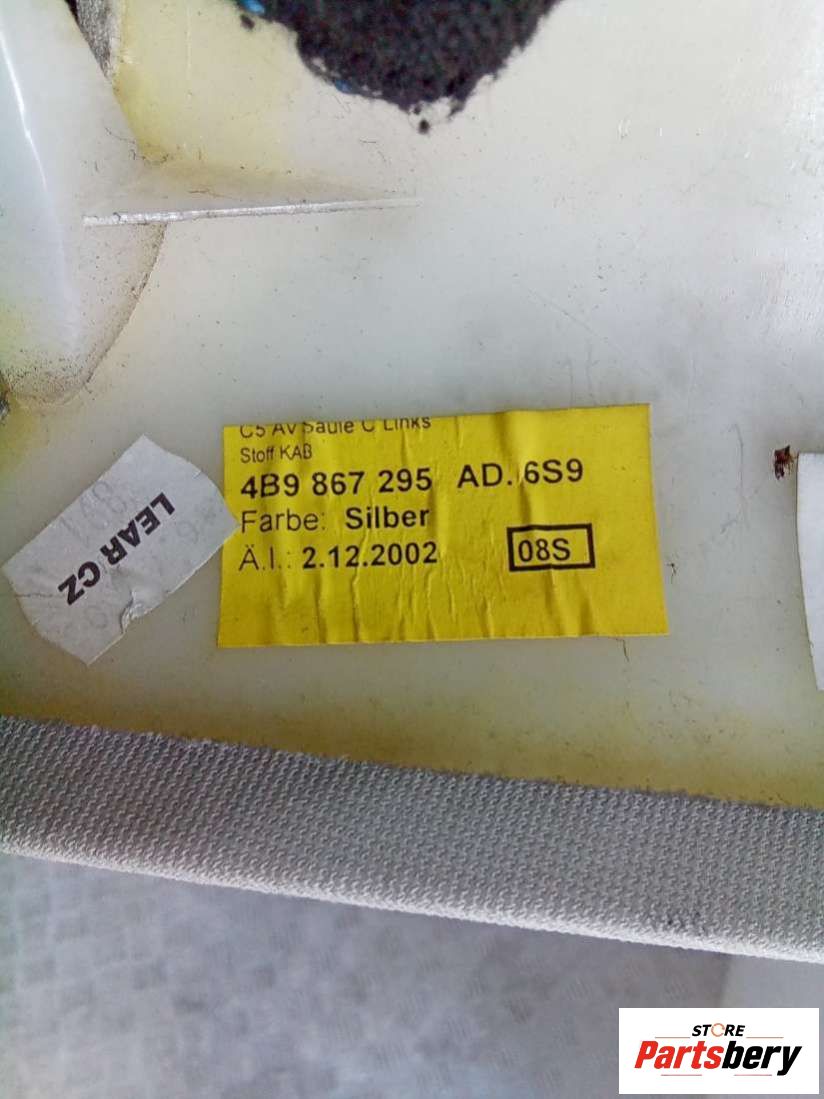 C5 AV Säule C Links
Stoff KAB
4B9 867 295 AD. 6S9
Farbe: Silber
Ä.I.: 2.12.2002
08S
LEAR CZ
STORE
Partsbery